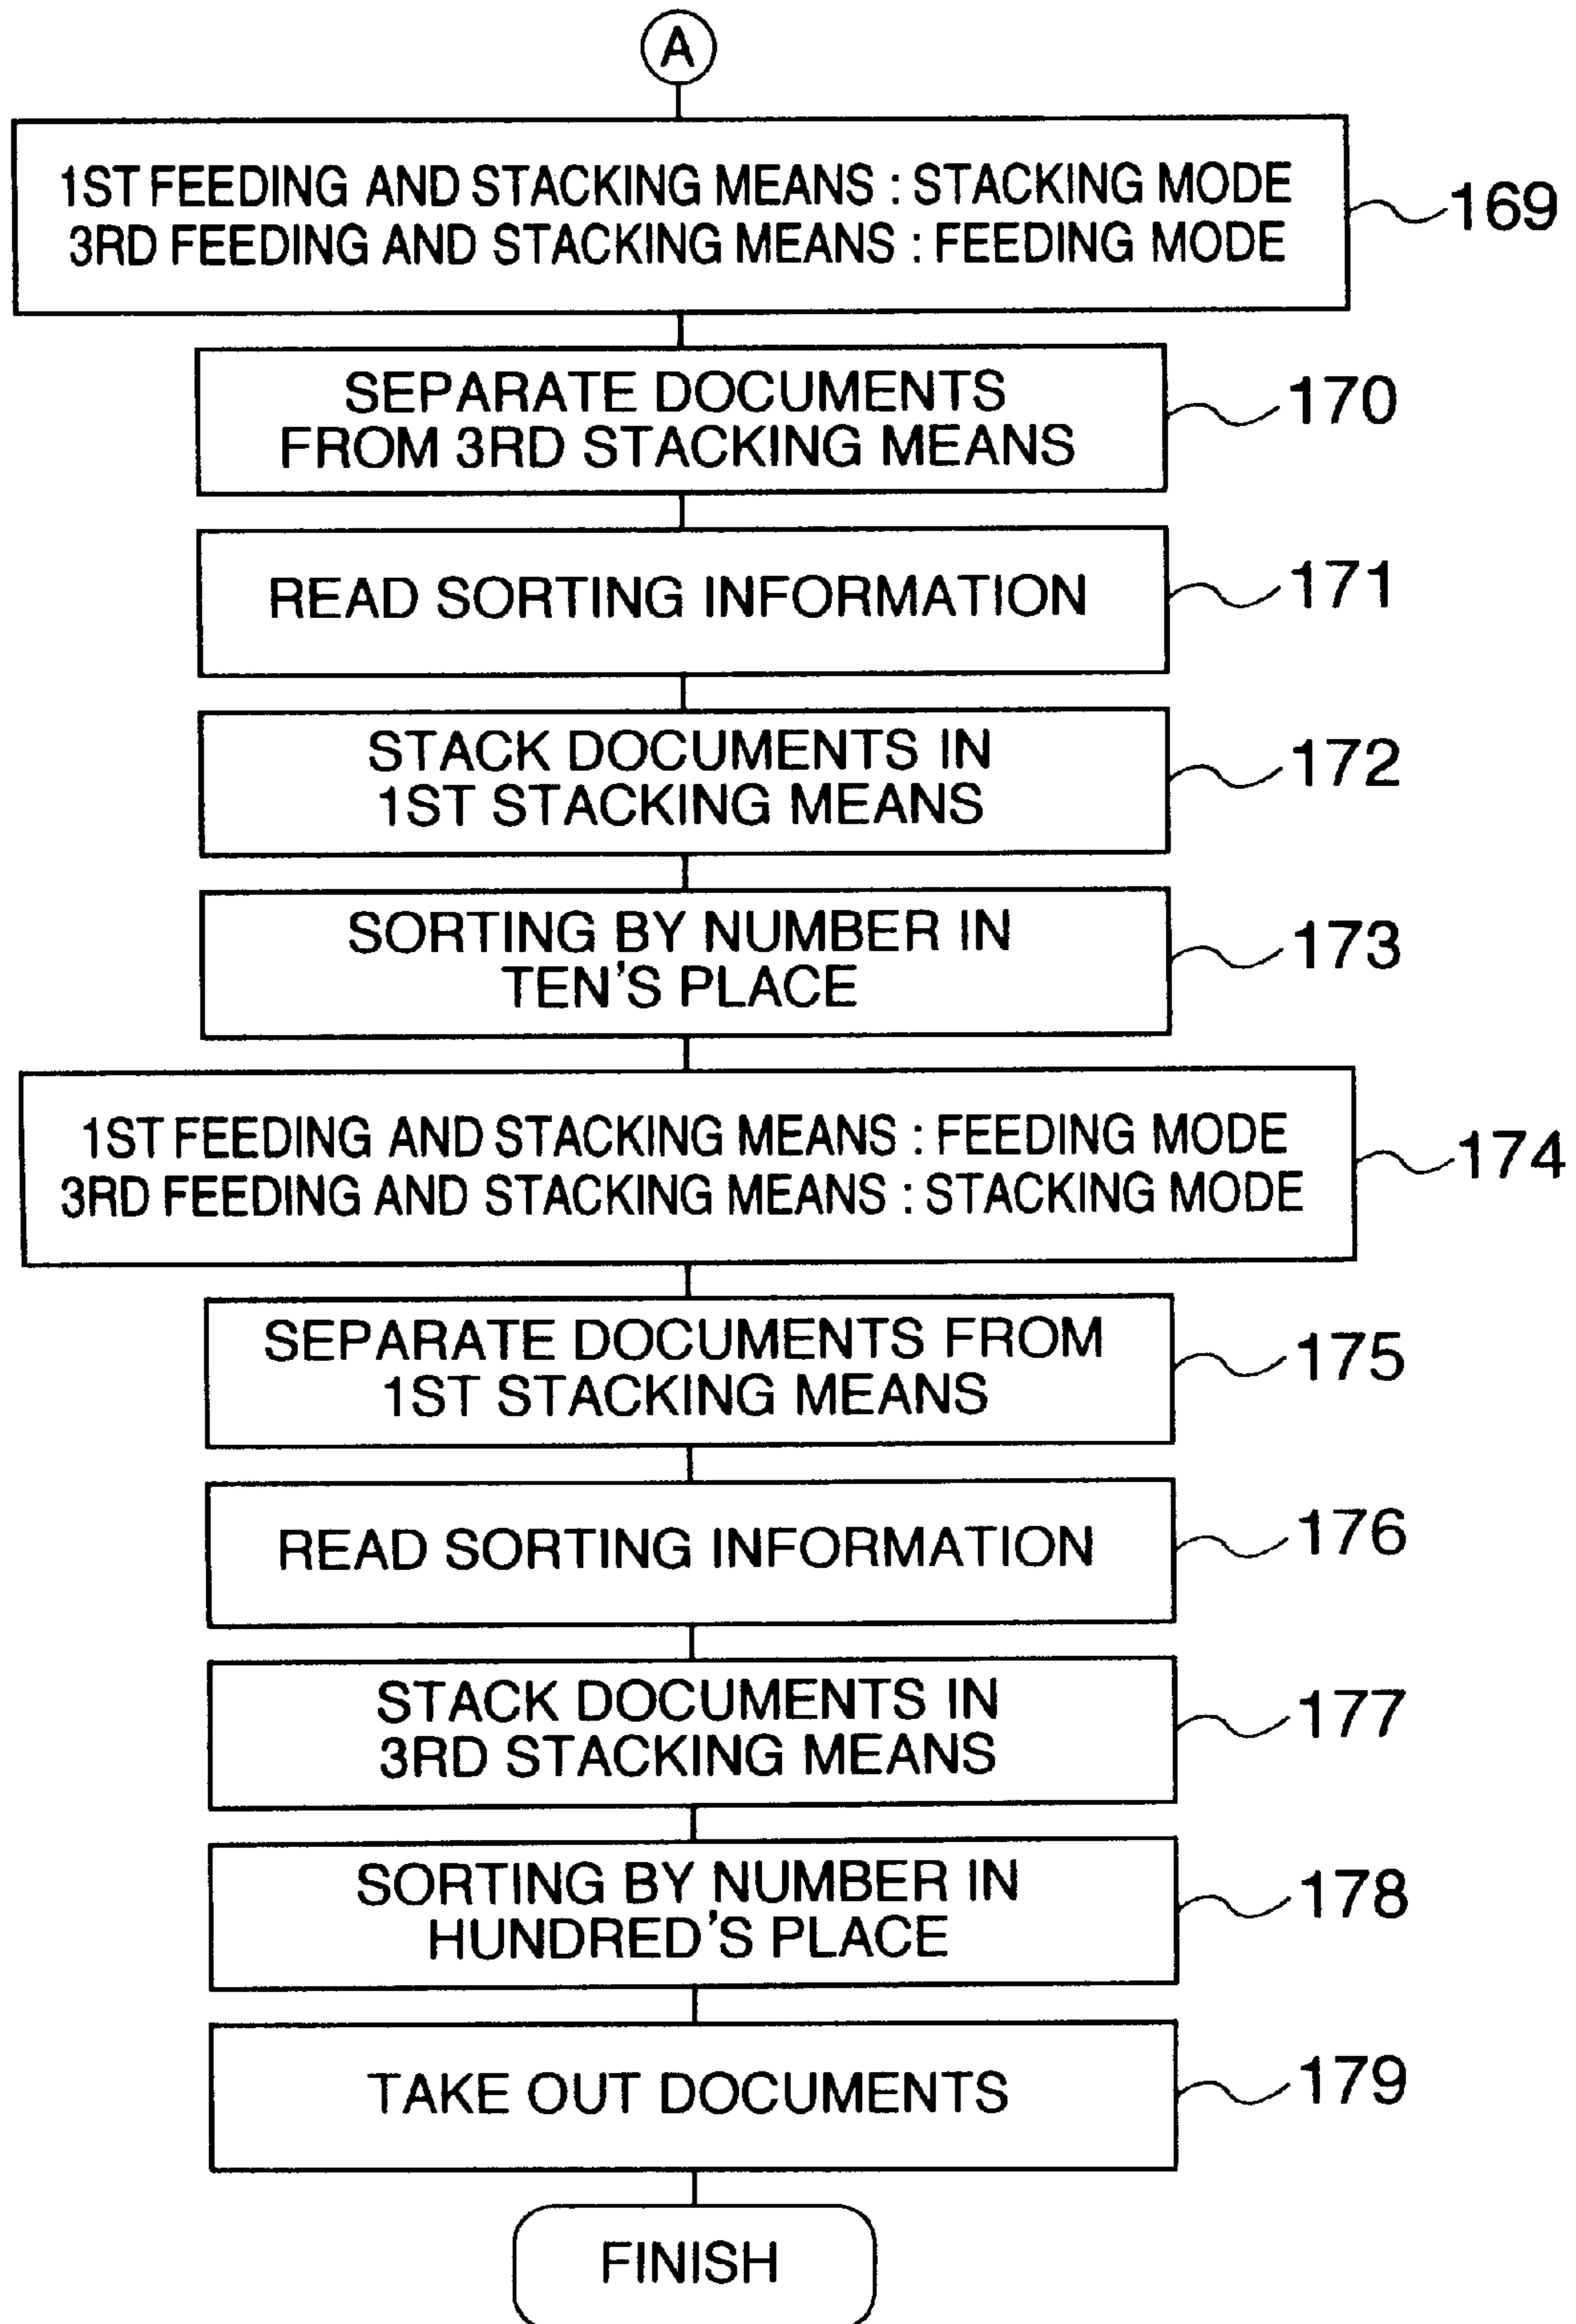 A
1ST FEEDING AND STACKING MEANS : STACKING MODE
3RD FEEDING AND STACKING MEANS : FEEDING MODE
169
SEPARATE DOCUMENTS
FROM 3RD STACKING MEANS
170
READ SORTING INFORMATION
171
STACK DOCUMENTS IN
1ST STACKING MEANS
172
SORTING BY NUMBER IN
TEN'S PLACE
173
1ST FEEDING AND STACKING MEANS : FEEDING MODE
3RD FEEDING AND STACKING MEANS : STACKING MODE
174
SEPARATE DOCUMENTS FROM
1ST STACKING MEANS
175
READ SORTING INFORMATION
176
STACK DOCUMENTS IN
3RD STACKING MEANS
177
SORTING BY NUMBER IN
HUNDRED'S PLACE
178
TAKE OUT DOCUMENTS
179
FINISH